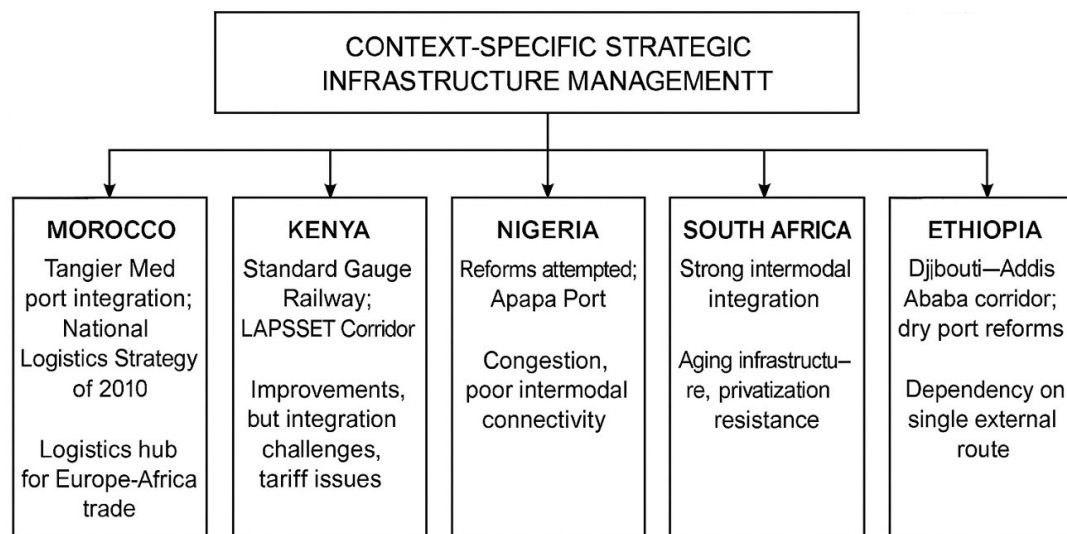 CONTEXT-SPECIFIC STRATEGIC
INFRASTRUCTURE MANAGEMENTT
MOROCCO
Tangier Med
port integration;
National
Logistics Strategy
of 2010
Logistics hub
for Europe-Africa
trade
KENYA
Standard Gauge
Railway;
LAPSSET Corridor
Improvements,
but integration
challenges,
tariff issues
NIGERIA
Reforms attempted;
Apapa Port
Congestion,
poor intermodal
connectivity
SOUTH AFRICA
Strong intermodal
integration
Aging infrastructu–
re, privatization
resistance
ETHIOPIA
Djibouti—Addis
Ababa corridor;
dry port reforms
Dependency on
single external
route